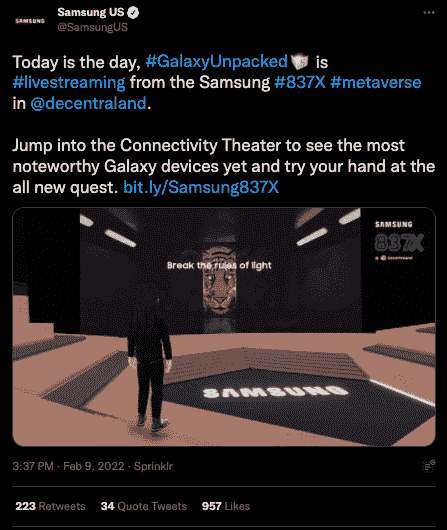 Samsung US
SAMSUNG
@SamsungUS
Today is the day, #GalaxyUnpacked is
#livestreaming from the Samsung #837X #metaverse
in @decentraland.
Jump into the Connectivity Theater to see the most
noteworthy Galaxy devices yet and try your hand at the
all new quest. bit.ly/Samsung837X
SAMSUNG
837X
Decentraland
Break the rules of light
SAMSUNG
3:37 PM · Feb 9, 2022 · Sprinklr
223 Retweets 34 Quote Tweets 957 Likes